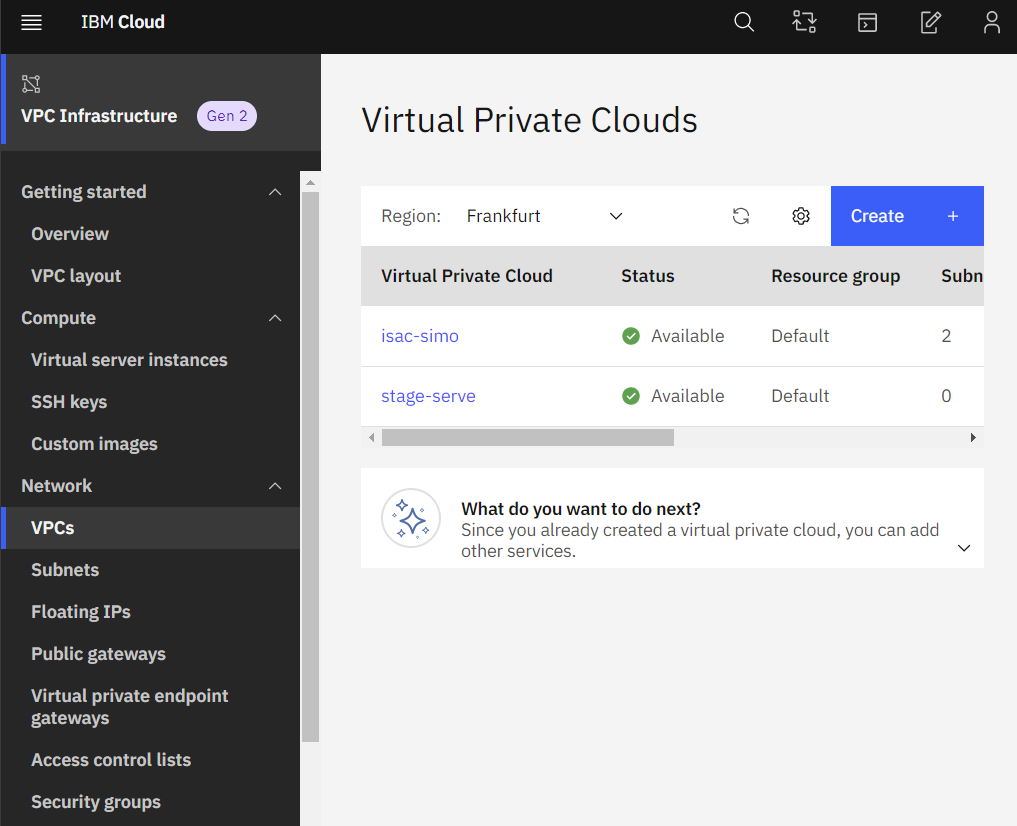 IBM Cloud
VPC Infrastructure Gen 2
Getting started
Overview
VPC layout
Compute
Virtual server instances
SSH keys
Custom images
Network
VPCs
Subnets
Floating IPs
Public gateways
Virtual private endpoint
gateways
Access control lists
Security groups
Virtual Private Clouds
Region: Frankfurt Create +
Virtual Private Cloud Status Resource group Subn
isac-simo Available Default 2
stage-serve Available Default 0
What do you want to do next?
Since you already created a virtual private cloud, you can add
other services.